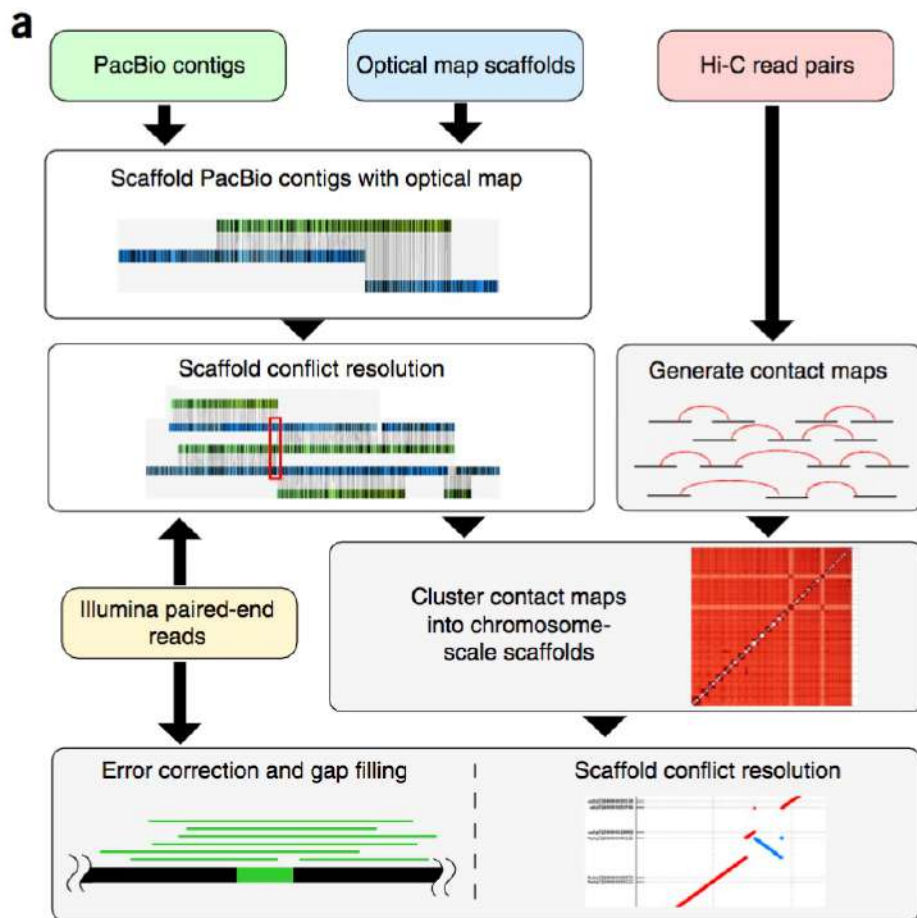 a
PacBio contigs
Optical map scaffolds
Hi-C read pairs
Scaffold PacBio contigs with optical map
Scaffold conflict resolution
Generate contact maps
Illumina paired-end
reads
Cluster contact maps
into chromosome-
scale scaffolds
Error correction and gap filling
Scaffold conflict resolution